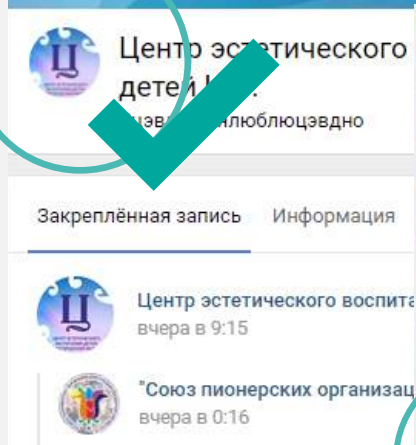 Центр эстетического
детей
Закреплённая запись Информация
Центр эстетического воспита
вчера в 9:15
"Союз пионерских организац
вчера в 0:16